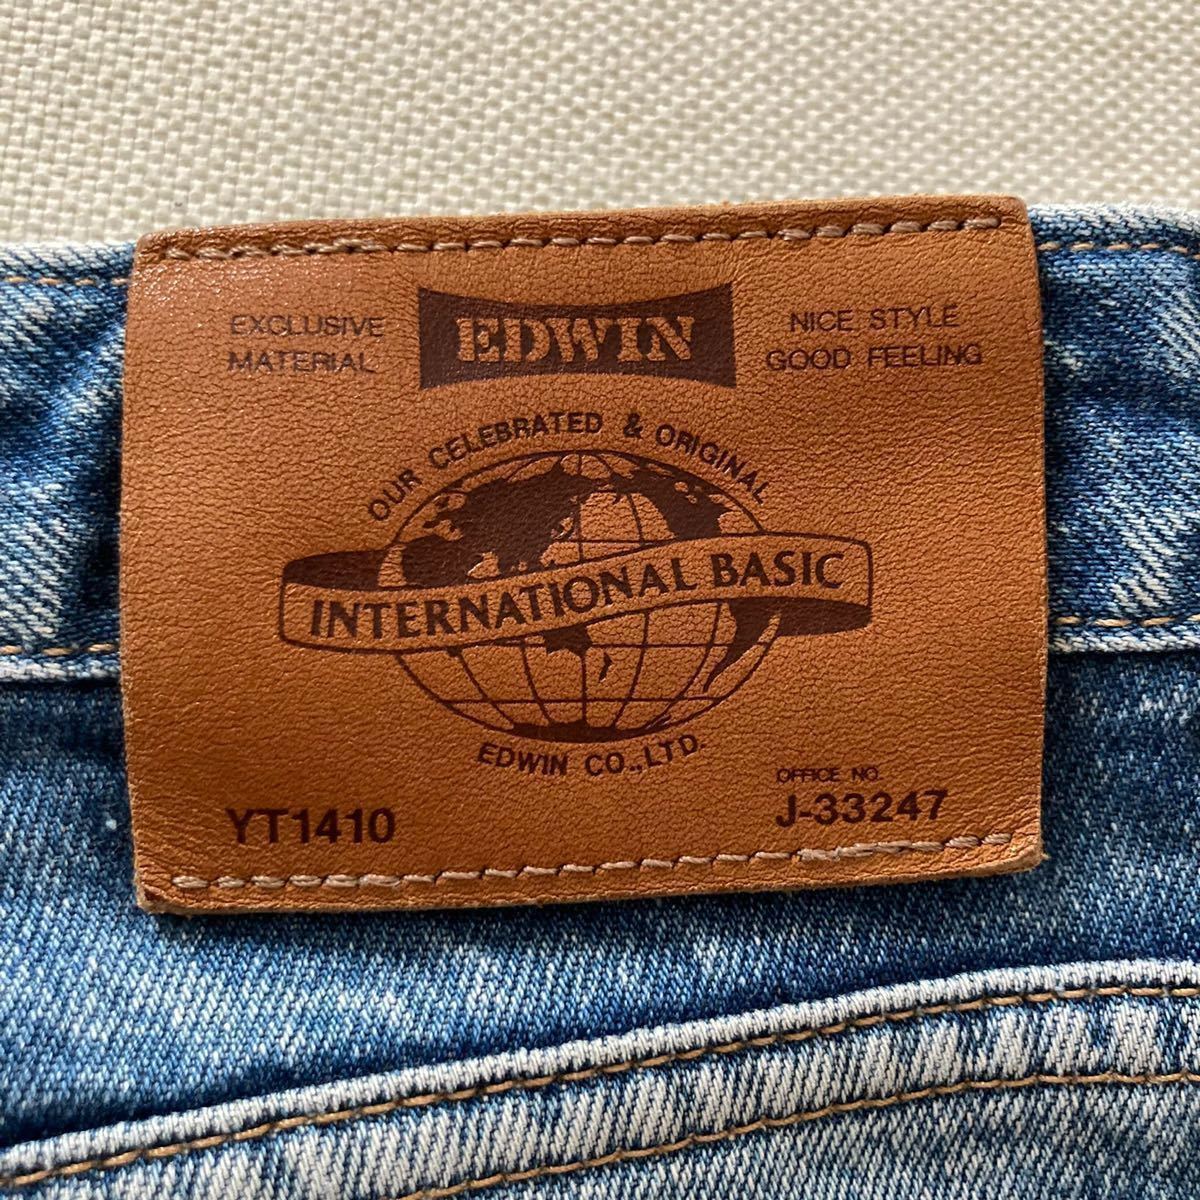 EXCLUSIVE
MATERIAL
EDWIN
NICE STYLE
GOOD FEELING
OUR CELEBRATED & ORIGINAL
INTERNATIONAL BASIC
EDWIN CO.,LTD.
YT1410
OFFICE NO.
J-33247